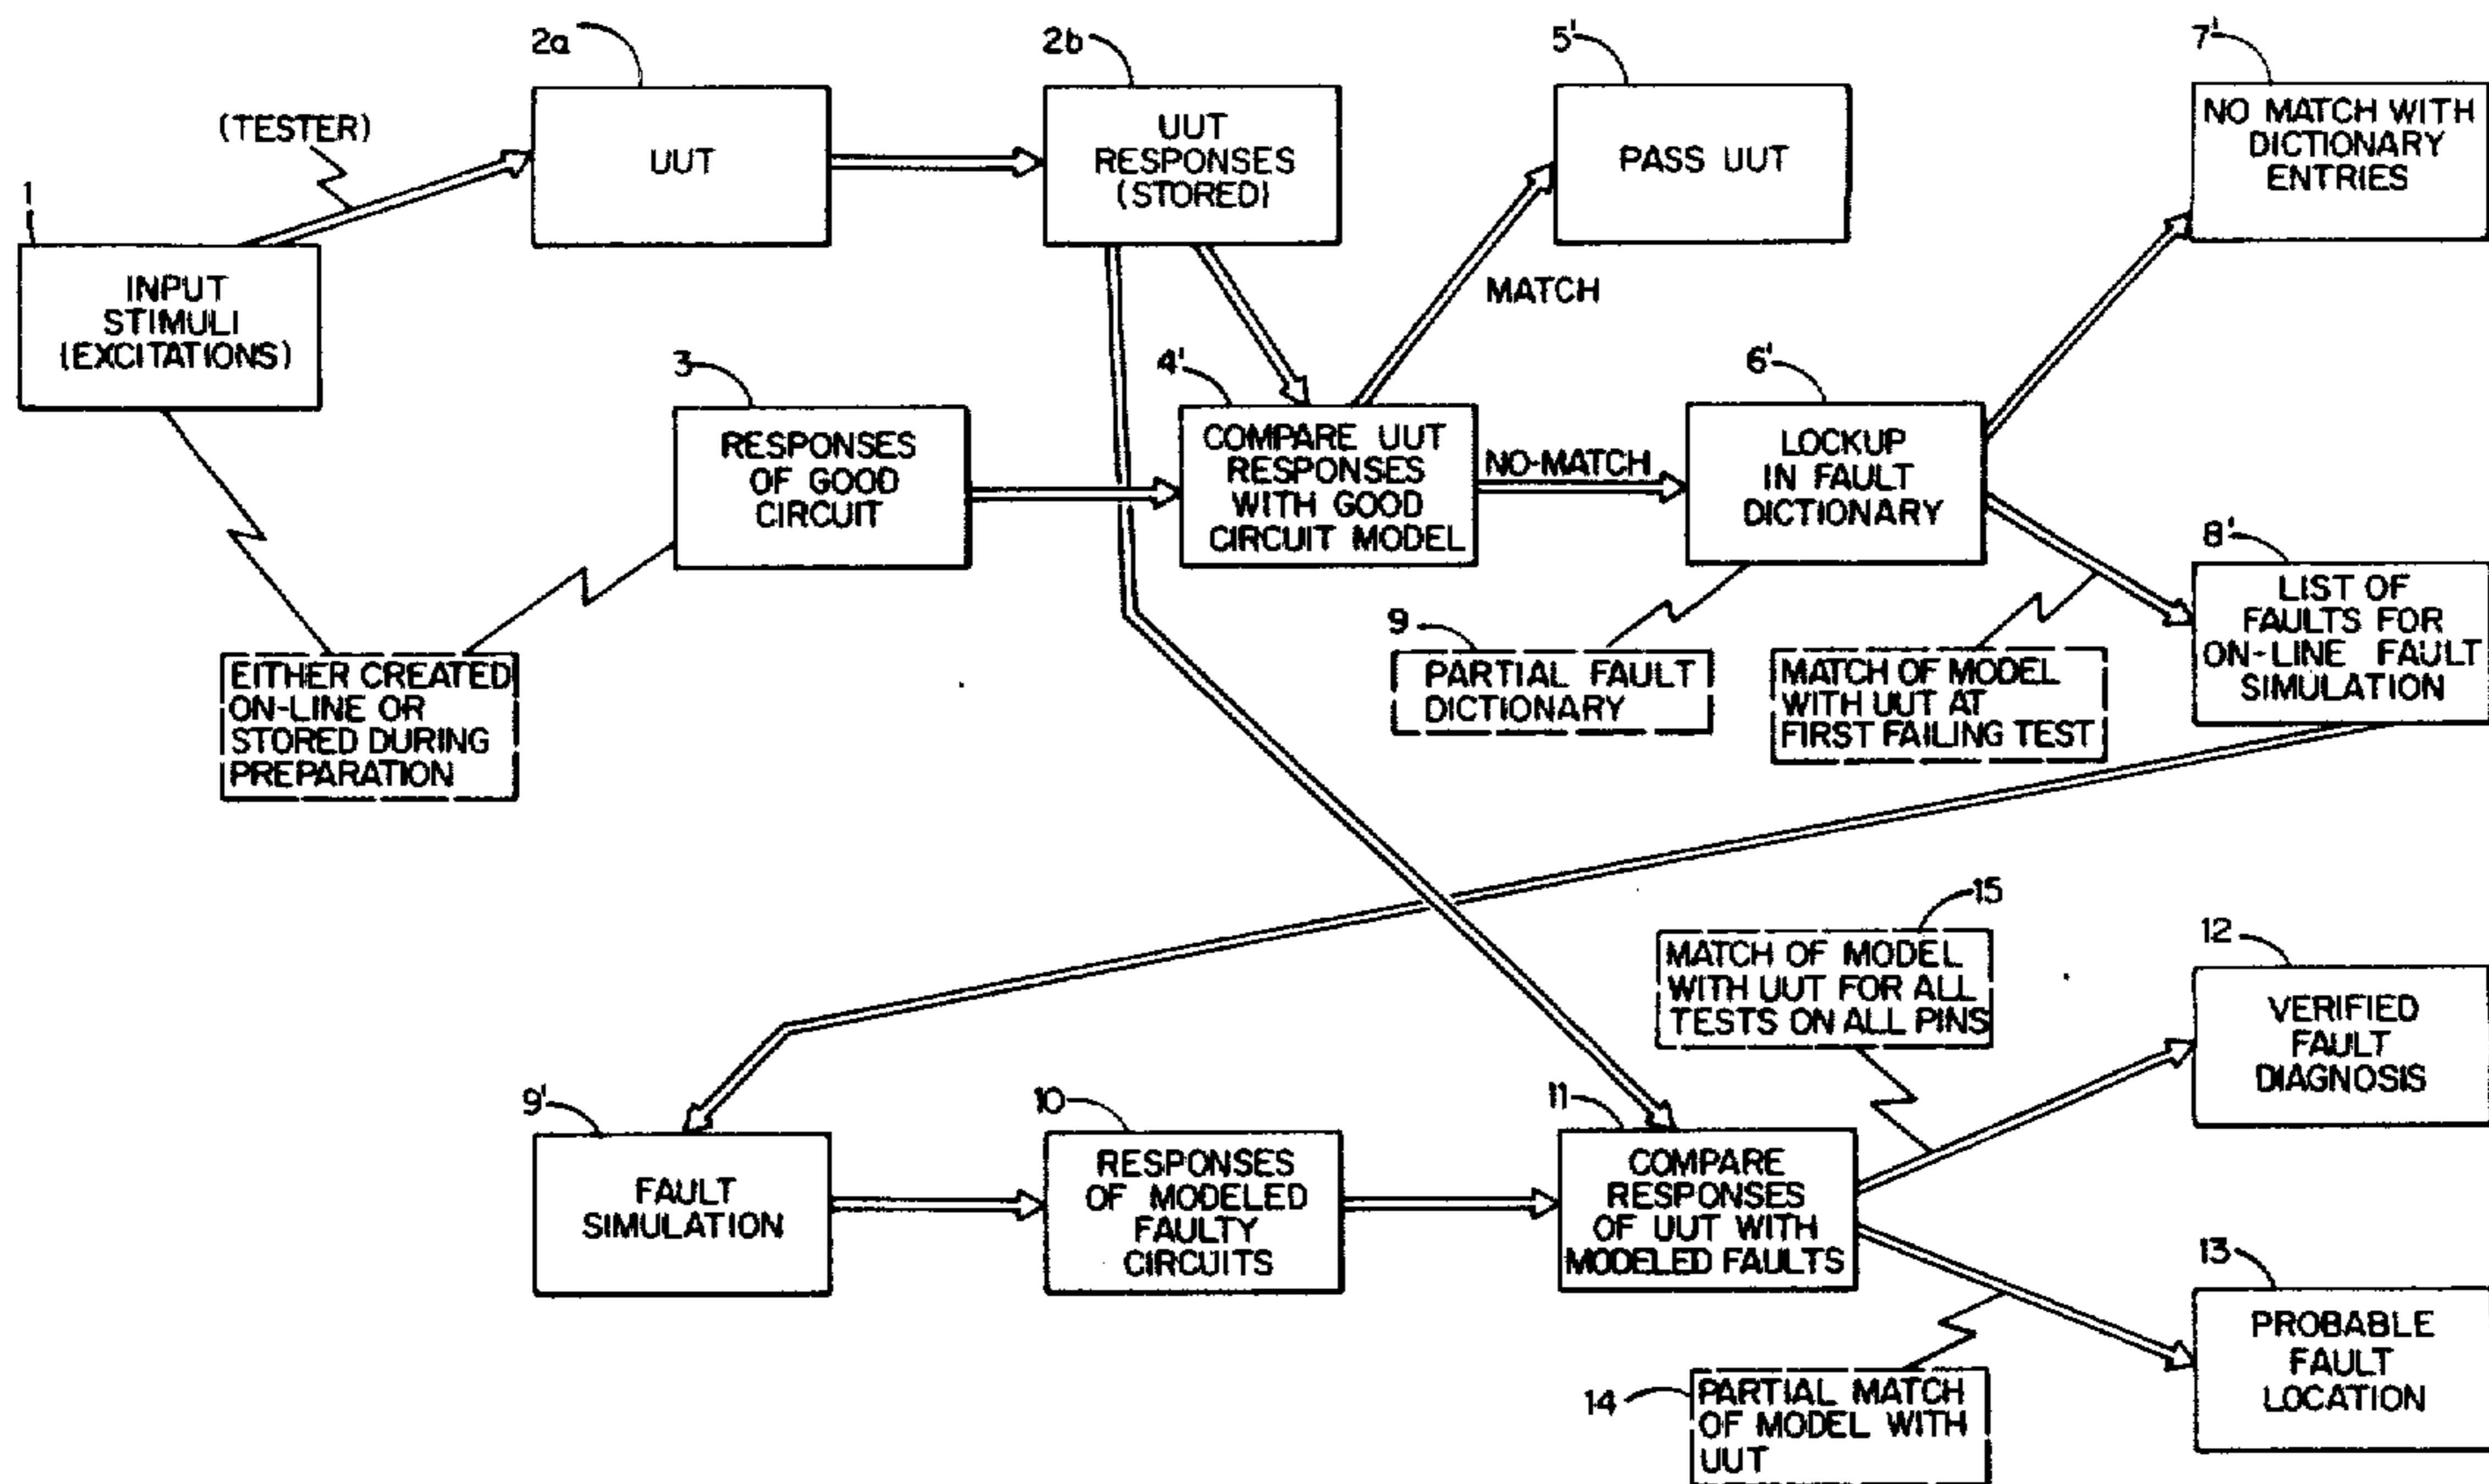 2a
2b
5'
7'
(TESTER)
UUT
UUT
RESPONSES
(STORED)
PASS UUT
NO MATCH WITH
DICTIONARY
ENTRIES
1
INPUT
STIMULI
(EXCITATIONS)
MATCH
3
4'
6'
RESPONSES
OF GOOD
CIRCUIT
COMPARE UUT
RESPONSES
WITH GOOD
CIRCUIT MODEL
NO-MATCH
LOCKUP
IN FAULT
DICTIONARY
8'
LIST OF
FAULTS FOR
ON-LINE FAULT
SIMULATION
9
PARTIAL FAULT
DICTIONARY
MATCH OF MODEL
WITH UUT AT
FIRST FAILING TEST
EITHER CREATED
ON-LINE OR
STORED DURING
PREPARATION
15
MATCH OF MODEL
WITH UUT FOR ALL
TESTS ON ALL PINS
12
VERIFIED
FAULT
DIAGNOSIS
9'
FAULT
SIMULATION
10
RESPONSES
OF MODELED
FAULTY
CIRCUITS
11
COMPARE
RESPONSES
OF UUT WITH
MODELED FAULTS
13
PROBABLE
FAULT
LOCATION
14
PARTIAL MATCH
OF MODEL WITH
UUT